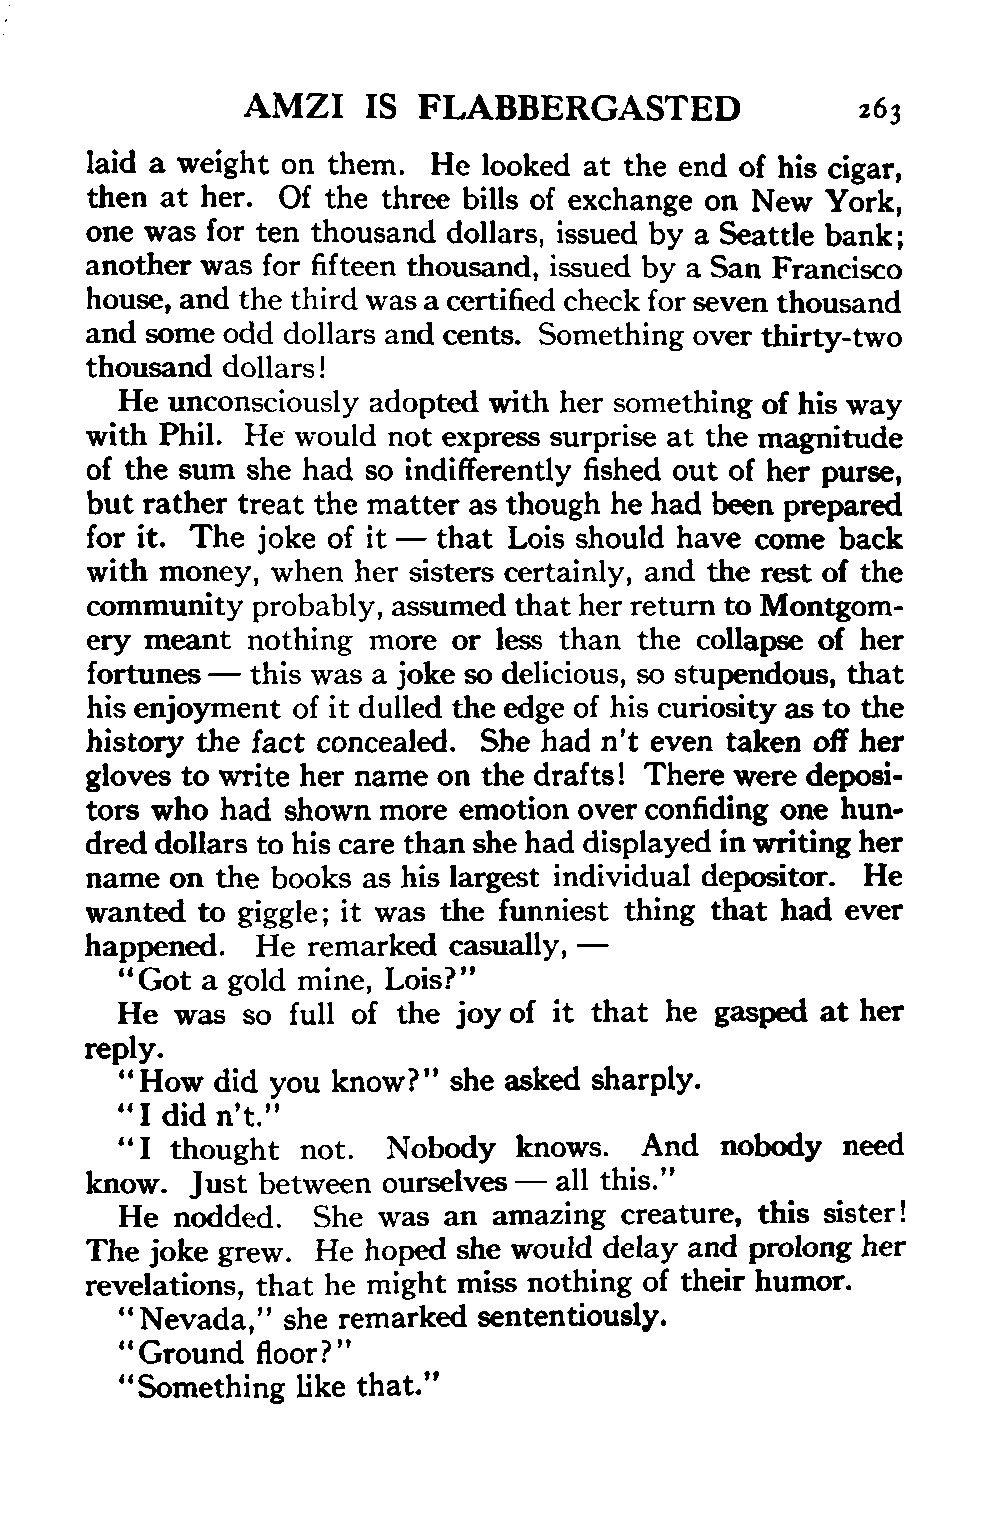 AMZI IS FLABBERGASTED 263
laid a weight on them. He looked at the end of his cigar,
then at her. Of the three bills of exchange on New York,
one was for ten thousand dollars, issued by a Seattle bank;
another was for fifteen thousand, issued by a San Francisco
house, and the third was a certified check for seven thousand
and some odd dollars and cents. Something over thirty-two
thousand dollars!
He unconsciously adopted with her something of his way
with Phil. He would not express surprise at the magnitude
of the sum she had so indifferently fished out of her purse,
but rather treat the matter as though he had been prepared
for it. The joke of it — that Lois should have come back
with money, when her sisters certainly, and the rest of the
community probably, assumed that her return to Montgom-
ery meant nothing more or less than the collapse of her
fortunes — this was a joke so delicious, so stupendous, that
his enjoyment of it dulled the edge of his curiosity as to the
history the fact concealed. She had n't even taken off her
gloves to write her name on the drafts! There were deposi-
tors who had shown more emotion over confiding one hun-
dred dollars to his care than she had displayed in writing her
name on the books as his largest individual depositor. He
wanted to giggle; it was the funniest thing that had ever
happened. He remarked casually, —
"Got a gold mine, Lois?"
He was so full of the joy of it that he gasped at her
reply.
"How did you know?" she asked sharply.
"I did n't."
"I thought not. Nobody knows. And nobody need
know. Just between ourselves — all this."
He nodded. She was an amazing creature, this sister!
The joke grew. He hoped she would delay and prolong her
revelations, that he might miss nothing of their humor.
"Nevada," she remarked sententiously.
"Ground floor?"
"Something like that."